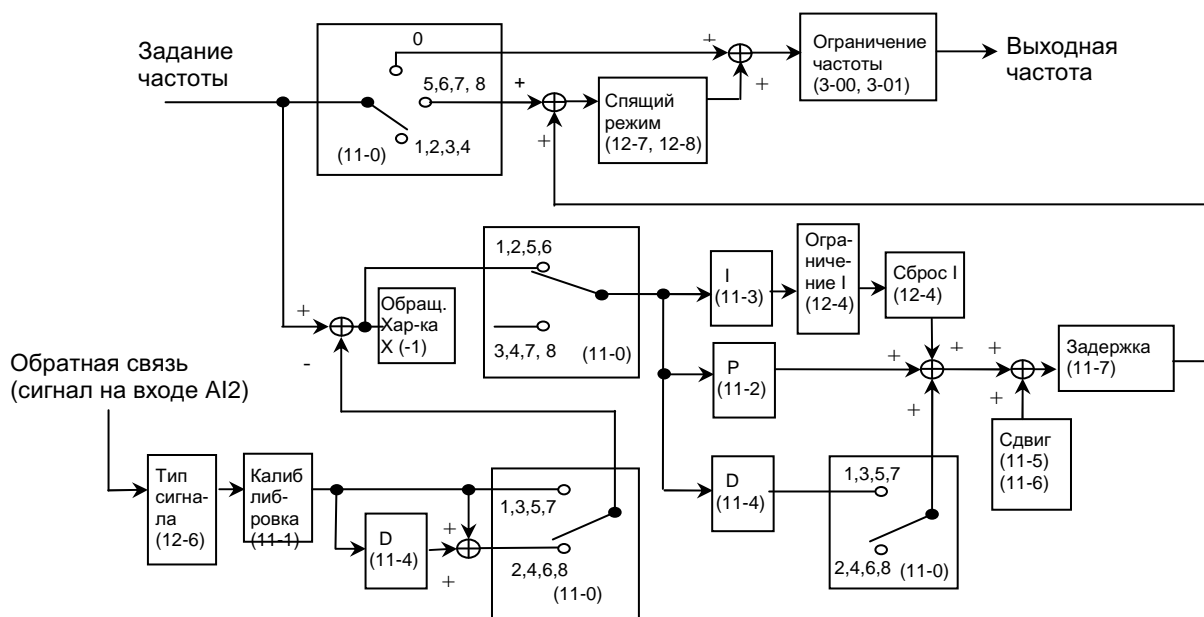 Задание
частоты
0
5,6,7, 8
1,2,3,4
(11-0)
+
+
Спящий
режим
(12-7, 12-8)
+
+
Ограничение
частоты
(3-00, 3-01)
Выходная
частота
+
-
Обращ.
Хар-ка
X (-1)
1,2,5,6
3,4,7, 8
(11-0)
I
(11-3)
Огра-
ниче-
ние I
(12-4)
Сброс I
(12-4)
P
(11-2)
D
(11-4)
+
+
+
+
+
Задержка
(11-7)
Сдвиг
(11-5)
(11-6)
1,3,5,7
2,4,6,8
(11-0)
Обратная связь
(сигнал на входе AI2)
Тип
сигна-
ла
(12-6)
Калиб
либ-
ровка
(11-1)
D
(11-4)
+
+
1,3,5,7
2,4,6,8
(11-0)